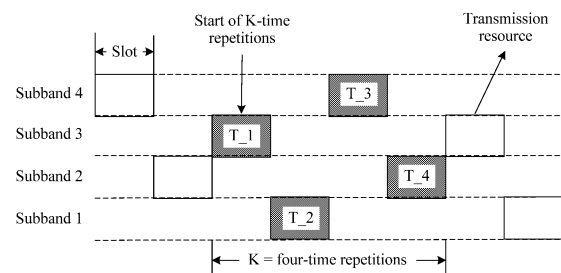 Start of K-time
repetitions
Transmission
resource
Slot
Subband 4
T_3
Subband 3
T_1
Subband 2
T_4
Subband 1
T_2
K = four-time repetitions